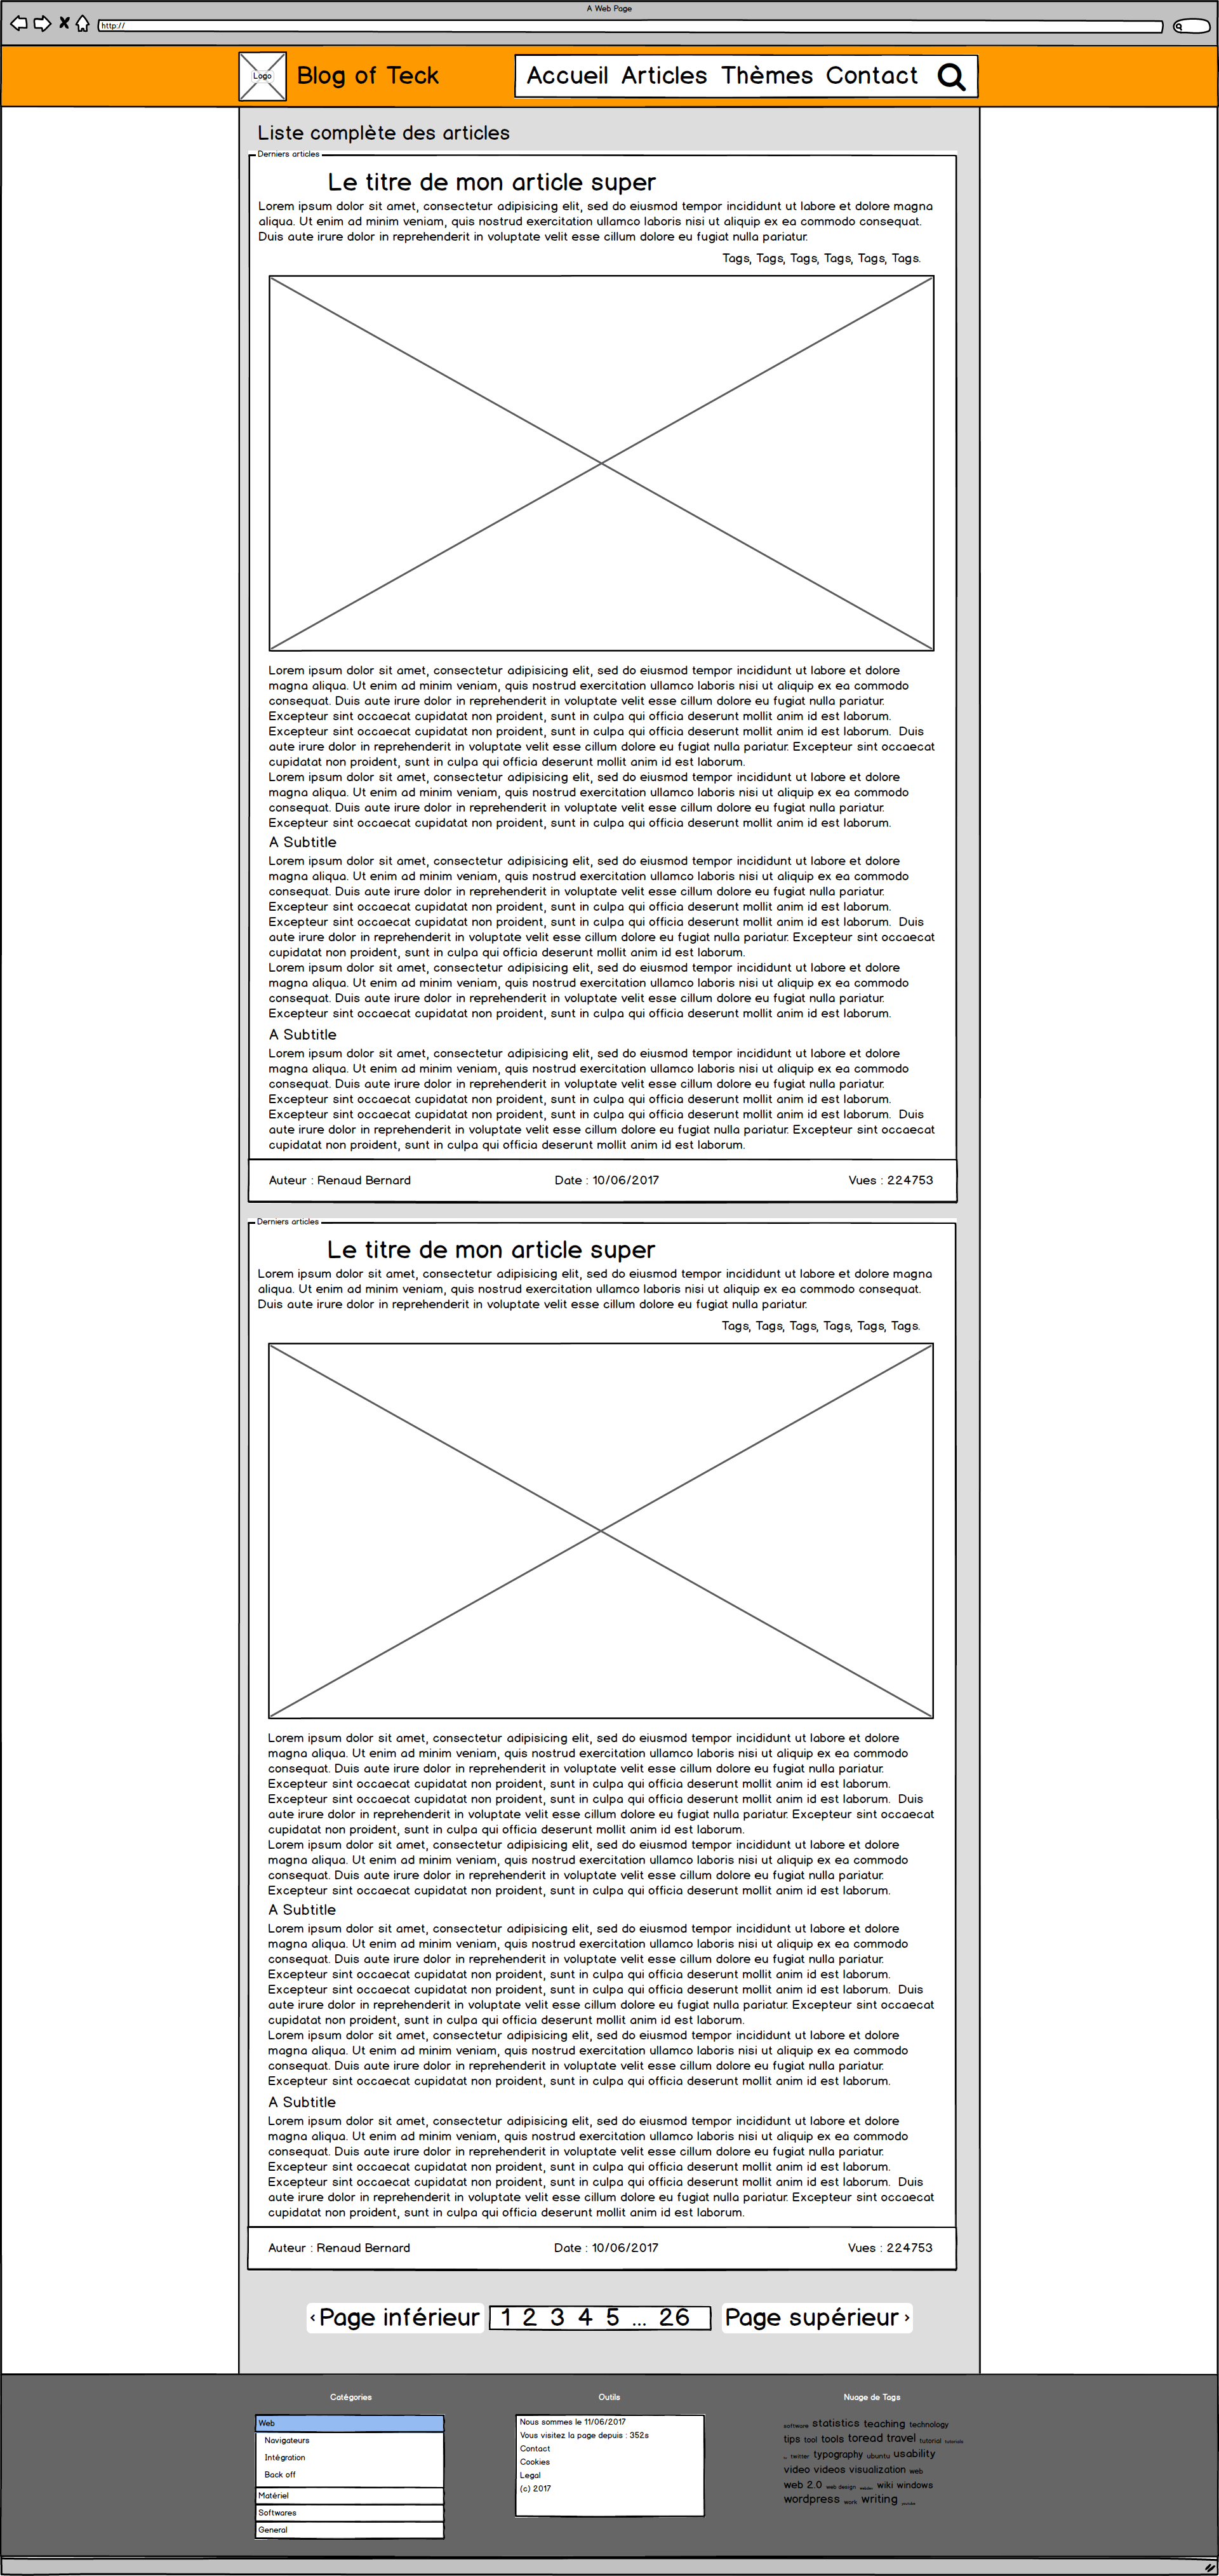 A Web Page
http://
Logo
Blog of Teck
Accueil Articles Thèmes Contact
Liste complète des articles
Derniers articles
Le titre de mon article super
Lorem ipsum dolor sit amet, consectetur adipisicing elit, sed do eiusmod tempor incididunt ut labore et dolore magna
aliqua. Ut enim ad minim veniam, quis nostrud exercitation ullamco laboris nisi ut aliquip ex ea commodo consequat.
Duis aute irure dolor in reprehenderit in voluptate velit esse cillum dolore eu fugiat nulla pariatur.
Tags, Tags, Tags, Tags, Tags, Tags.
Lorem ipsum dolor sit amet, consectetur adipisicing elit, sed do eiusmod tempor incididunt ut labore et dolore
magna aliqua. Ut enim ad minim veniam, quis nostrud exercitation ullamco laboris nisi ut aliquip ex ea commodo
consequat. Duis aute irure dolor in reprehenderit in voluptate velit esse cillum dolore eu fugiat nulla pariatur.
Excepteur sint occaecat cupidatat non proident, sunt in culpa qui officia deserunt mollit anim id est laborum.
Excepteur sint occaecat cupidatat non proident, sunt in culpa qui officia deserunt mollit anim id est laborum. Duis
aute irure dolor in reprehenderit in voluptate velit esse cillum dolore eu fugiat nulla pariatur. Excepteur sint occaecat
cupidatat non proident, sunt in culpa qui officia deserunt mollit anim id est laborum.
Lorem ipsum dolor sit amet, consectetur adipisicing elit, sed do eiusmod tempor incididunt ut labore et dolore
magna aliqua. Ut enim ad minim veniam, quis nostrud exercitation ullamco laboris nisi ut aliquip ex ea commodo
consequat. Duis aute irure dolor in reprehenderit in voluptate velit esse cillum dolore eu fugiat nulla pariatur.
Excepteur sint occaecat cupidatat non proident, sunt in culpa qui officia deserunt mollit anim id est laborum.
A Subtitle
Lorem ipsum dolor sit amet, consectetur adipisicing elit, sed do eiusmod tempor incididunt ut labore et dolore
magna aliqua. Ut enim ad minim veniam, quis nostrud exercitation ullamco laboris nisi ut aliquip ex ea commodo
consequat. Duis aute irure dolor in reprehenderit in voluptate velit esse cillum dolore eu fugiat nulla pariatur.
Excepteur sint occaecat cupidatat non proident, sunt in culpa qui officia deserunt mollit anim id est laborum.
Excepteur sint occaecat cupidatat non proident, sunt in culpa qui officia deserunt mollit anim id est laborum. Duis
aute irure dolor in reprehenderit in voluptate velit esse cillum dolore eu fugiat nulla pariatur. Excepteur sint occaecat
cupidatat non proident, sunt in culpa qui officia deserunt mollit anim id est laborum.
Lorem ipsum dolor sit amet, consectetur adipisicing elit, sed do eiusmod tempor incididunt ut labore et dolore
magna aliqua. Ut enim ad minim veniam, quis nostrud exercitation ullamco laboris nisi ut aliquip ex ea commodo
consequat. Duis aute irure dolor in reprehenderit in voluptate velit esse cillum dolore eu fugiat nulla pariatur.
Excepteur sint occaecat cupidatat non proident, sunt in culpa qui officia deserunt mollit anim id est laborum.
A Subtitle
Lorem ipsum dolor sit amet, consectetur adipisicing elit, sed do eiusmod tempor incididunt ut labore et dolore
magna aliqua. Ut enim ad minim veniam, quis nostrud exercitation ullamco laboris nisi ut aliquip ex ea commodo
consequat. Duis aute irure dolor in reprehenderit in voluptate velit esse cillum dolore eu fugiat nulla pariatur.
Excepteur sint occaecat cupidatat non proident, sunt in culpa qui officia deserunt mollit anim id est laborum.
Excepteur sint occaecat cupidatat non proident, sunt in culpa qui officia deserunt mollit anim id est laborum. Duis
aute irure dolor in reprehenderit in voluptate velit esse cillum dolore eu fugiat nulla pariatur. Excepteur sint occaecat
cupidatat non proident, sunt in culpa qui officia deserunt mollit anim id est laborum.
Auteur : Renaud Bernard Date : 10/06/2017 Vues : 224753
Derniers articles
Le titre de mon article super
Lorem ipsum dolor sit amet, consectetur adipisicing elit, sed do eiusmod tempor incididunt ut labore et dolore magna
aliqua. Ut enim ad minim veniam, quis nostrud exercitation ullamco laboris nisi ut aliquip ex ea commodo consequat.
Duis aute irure dolor in reprehenderit in voluptate velit esse cillum dolore eu fugiat nulla pariatur.
Tags, Tags, Tags, Tags, Tags, Tags.
Lorem ipsum dolor sit amet, consectetur adipisicing elit, sed do eiusmod tempor incididunt ut labore et dolore
magna aliqua. Ut enim ad minim veniam, quis nostrud exercitation ullamco laboris nisi ut aliquip ex ea commodo
consequat. Duis aute irure dolor in reprehenderit in voluptate velit esse cillum dolore eu fugiat nulla pariatur.
Excepteur sint occaecat cupidatat non proident, sunt in culpa qui officia deserunt mollit anim id est laborum.
Excepteur sint occaecat cupidatat non proident, sunt in culpa qui officia deserunt mollit anim id est laborum. Duis
aute irure dolor in reprehenderit in voluptate velit esse cillum dolore eu fugiat nulla pariatur. Excepteur sint occaecat
cupidatat non proident, sunt in culpa qui officia deserunt mollit anim id est laborum.
Lorem ipsum dolor sit amet, consectetur adipisicing elit, sed do eiusmod tempor incididunt ut labore et dolore
magna aliqua. Ut enim ad minim veniam, quis nostrud exercitation ullamco laboris nisi ut aliquip ex ea commodo
consequat. Duis aute irure dolor in reprehenderit in voluptate velit esse cillum dolore eu fugiat nulla pariatur.
Excepteur sint occaecat cupidatat non proident, sunt in culpa qui officia deserunt mollit anim id est laborum.
A Subtitle
Lorem ipsum dolor sit amet, consectetur adipisicing elit, sed do eiusmod tempor incididunt ut labore et dolore
magna aliqua. Ut enim ad minim veniam, quis nostrud exercitation ullamco laboris nisi ut aliquip ex ea commodo
consequat. Duis aute irure dolor in reprehenderit in voluptate velit esse cillum dolore eu fugiat nulla pariatur.
Excepteur sint occaecat cupidatat non proident, sunt in culpa qui officia deserunt mollit anim id est laborum.
Excepteur sint occaecat cupidatat non proident, sunt in culpa qui officia deserunt mollit anim id est laborum. Duis
aute irure dolor in reprehenderit in voluptate velit esse cillum dolore eu fugiat nulla pariatur. Excepteur sint occaecat
cupidatat non proident, sunt in culpa qui officia deserunt mollit anim id est laborum.
Lorem ipsum dolor sit amet, consectetur adipisicing elit, sed do eiusmod tempor incididunt ut labore et dolore
magna aliqua. Ut enim ad minim veniam, quis nostrud exercitation ullamco laboris nisi ut aliquip ex ea commodo
consequat. Duis aute irure dolor in reprehenderit in voluptate velit esse cillum dolore eu fugiat nulla pariatur.
Excepteur sint occaecat cupidatat non proident, sunt in culpa qui officia deserunt mollit anim id est laborum.
A Subtitle
Lorem ipsum dolor sit amet, consectetur adipisicing elit, sed do eiusmod tempor incididunt ut labore et dolore
magna aliqua. Ut enim ad minim veniam, quis nostrud exercitation ullamco laboris nisi ut aliquip ex ea commodo
consequat. Duis aute irure dolor in reprehenderit in voluptate velit esse cillum dolore eu fugiat nulla pariatur.
Excepteur sint occaecat cupidatat non proident, sunt in culpa qui officia deserunt mollit anim id est laborum.
Excepteur sint occaecat cupidatat non proident, sunt in culpa qui officia deserunt mollit anim id est laborum. Duis
aute irure dolor in reprehenderit in voluptate velit esse cillum dolore eu fugiat nulla pariatur. Excepteur sint occaecat
cupidatat non proident, sunt in culpa qui officia deserunt mollit anim id est laborum.
Auteur : Renaud Bernard Date : 10/06/2017 Vues : 224753
‹ Page inférieur 1 2 3 4 5 ... 26 Page supérieur ›
Catégories
Web
Navigateurs
Intégration
Back off
Matériel
Softwares
General
Outils
Nous sommes le 11/06/2017
Vous visitez la page depuis : 352s
Contact
Cookies
Legal
(c) 2017
Nuage de Tags
software statistics teaching technology
tips tool tools toread travel tutorial tutorials
twitter typography ubuntu usability
video videos visualization web
web 2.0 web design wiki windows
wordpress work writing youtube